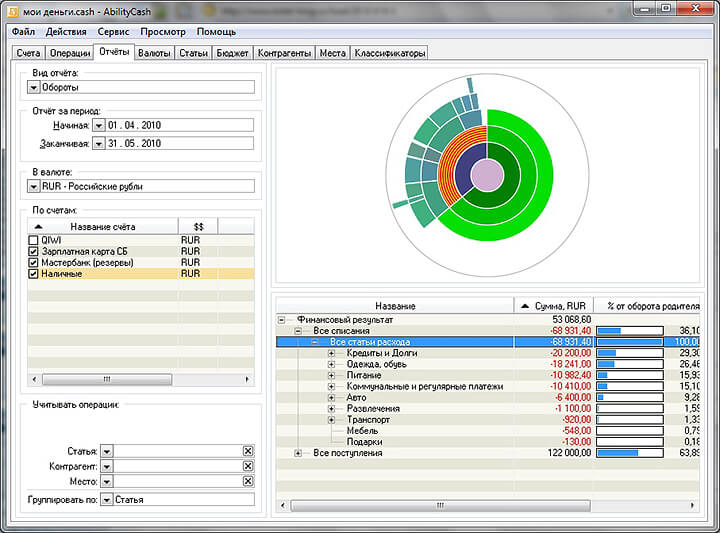 мои деньги.cash - AbilityCash
Файл Действия Сервис Просмотр Помощь
Счета Операции Отчёты Валюты Статьи Бюджет Контрагенты Места Классификаторы
Вид отчёта:
Обороты
Отчёт за период:
Начиная: 01 . 04 . 2010
Заканчивая: 31 . 05 . 2010
В валюте:
RUR - Российские рубли
По счетам:
Название счёта $$
QIWI RUR
Зарплатная карта СБ RUR
Мастербанк (резервы) RUR
Наличные RUR
Учитывать операции:
Статья:
Контрагент:
Место:
Группировать по: Статья
Название Сумма, RUR % от оборота родителя
Финансовый результат 53 068,60
Все списания -68 931,40 36,10
Все статьи расхода -68 931,40 100,00
Кредиты и Долги -20 200,00 29,30
Одежда, обувь -18 241,00 26,46
Питание -10 982,40 15,93
Коммунальные и регулярные платежи -10 410,00 15,10
Авто -6 400,00 9,28
Развлечения -1 100,00 1,59
Транспорт -920,00 1,33
Мебель -548,00 0,79
Подарки -130,00 0,18
Все поступления 122 000,00 63,89